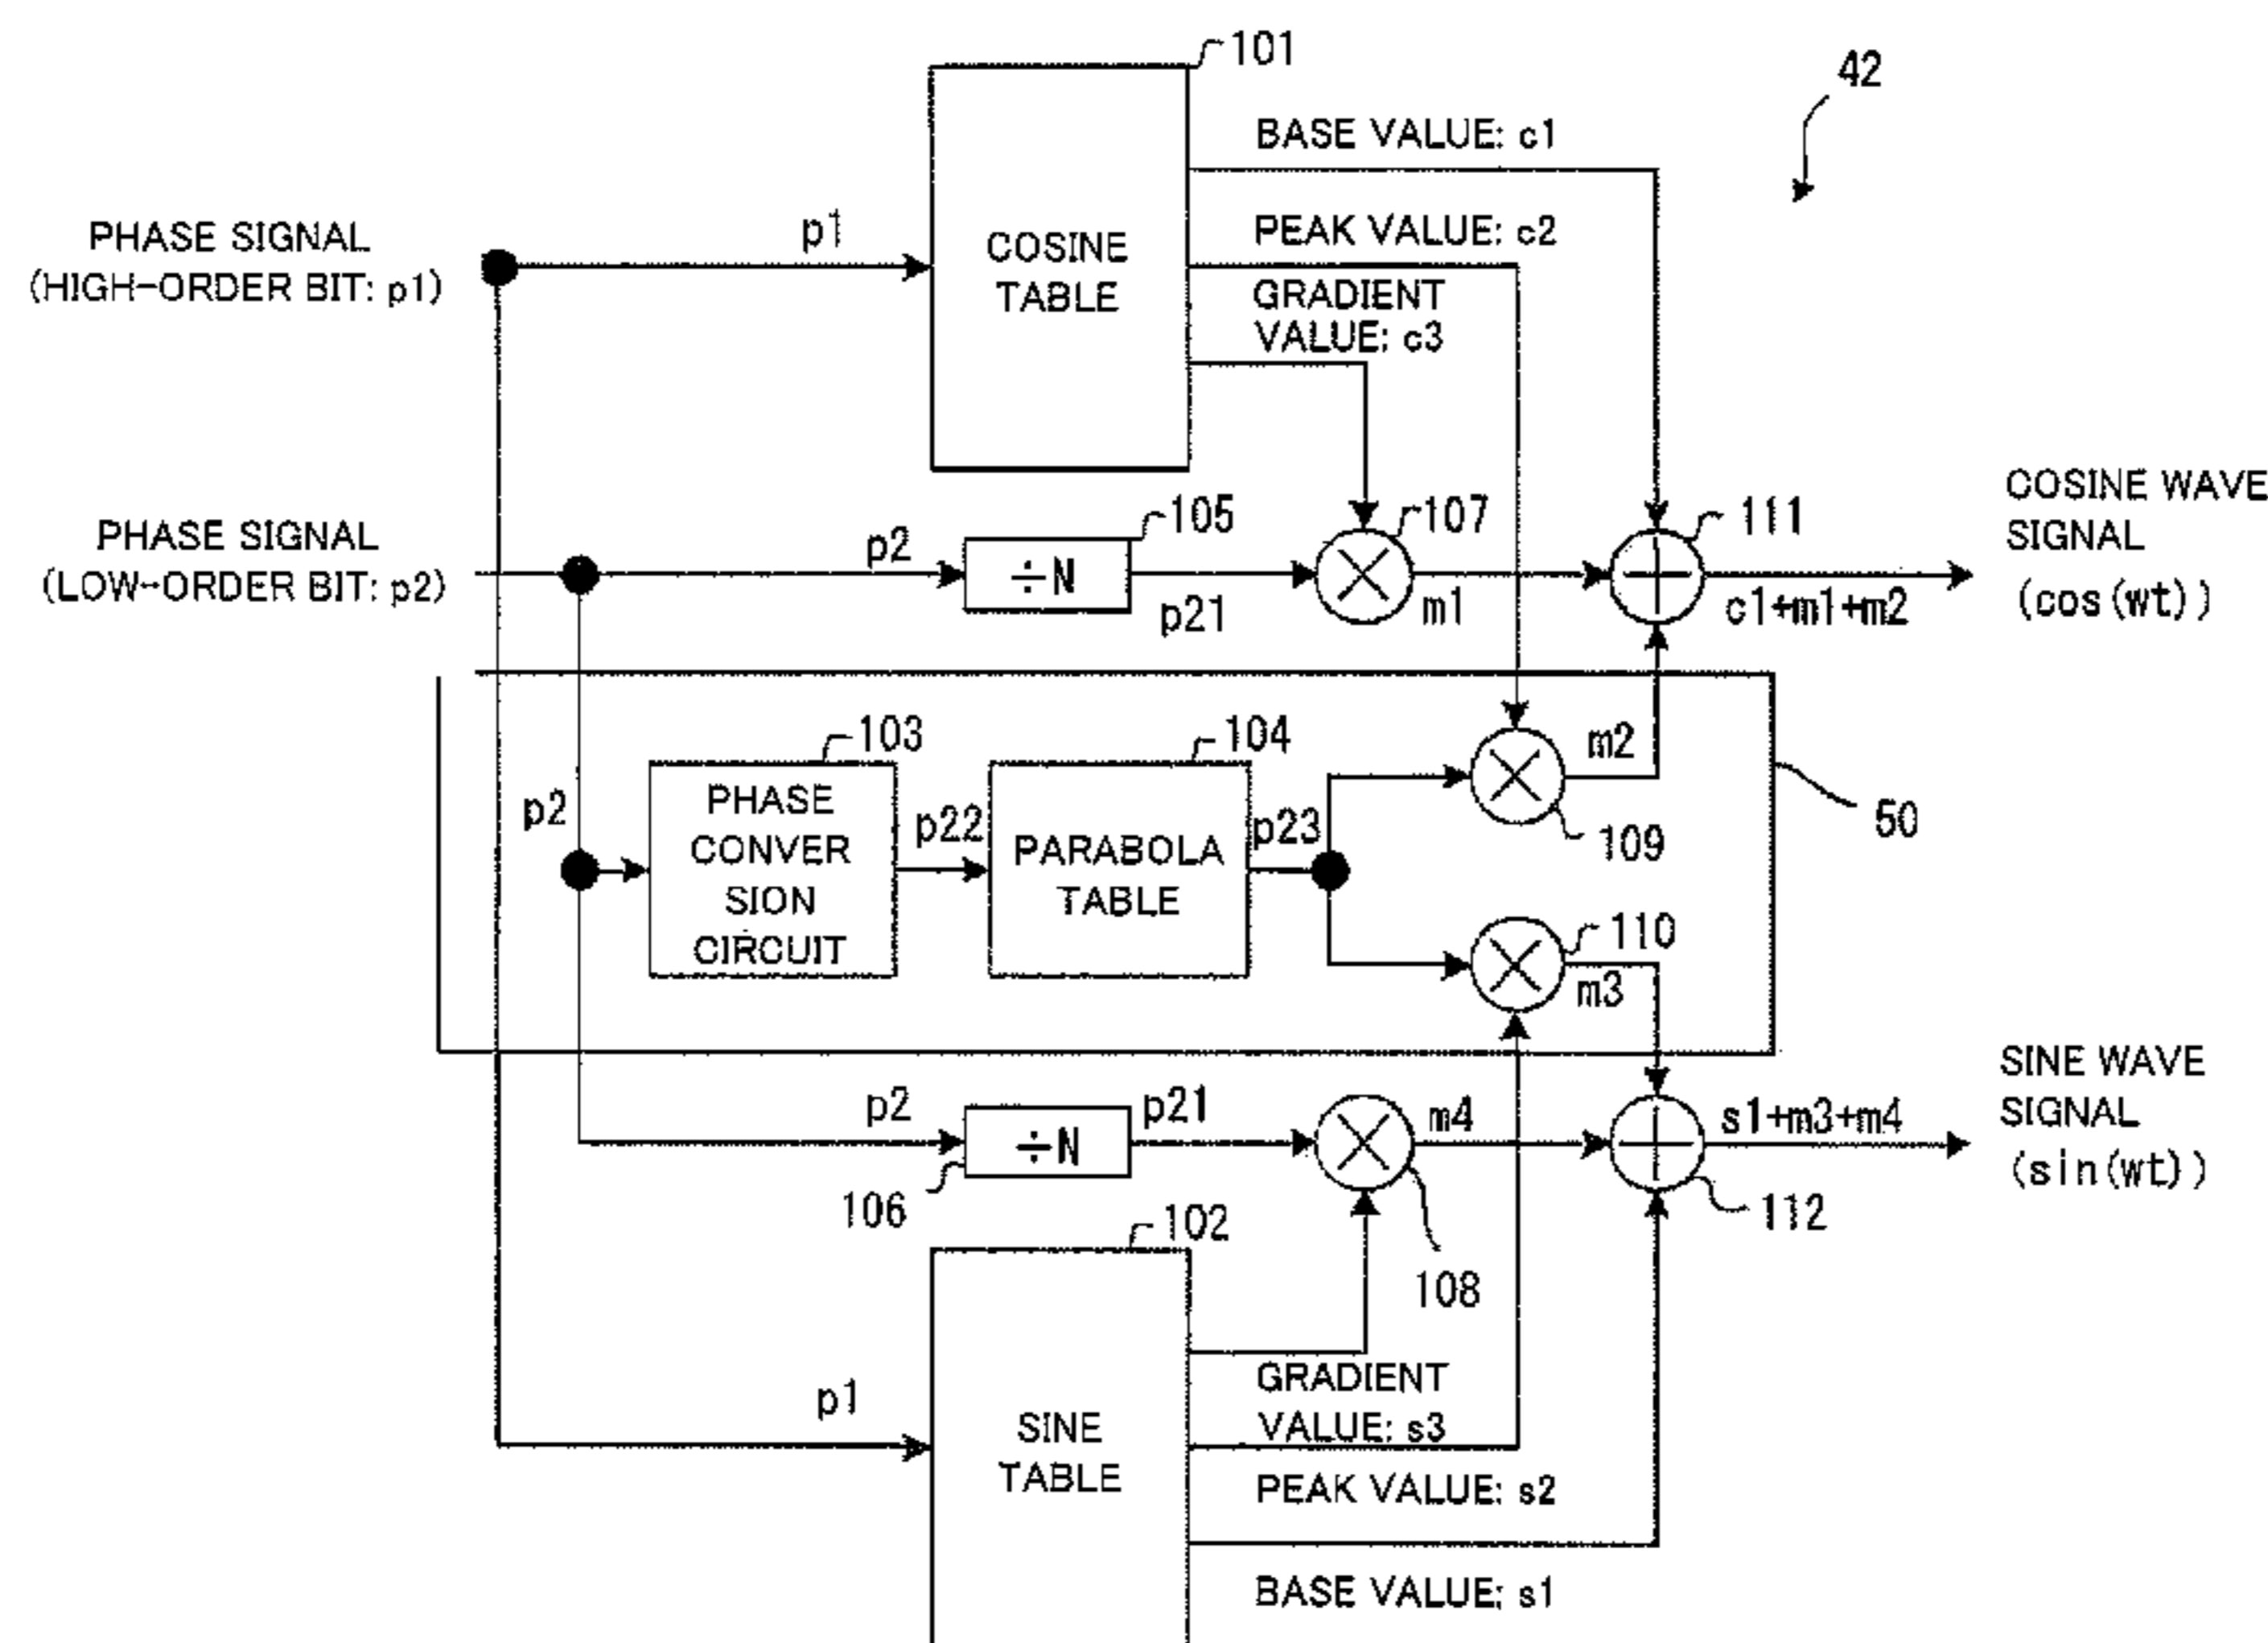 101
42
BASE VALUE: c1
PHASE SIGNAL
(HIGH-ORDER BIT: p1)
p1
COSINE
TABLE
PEAK VALUE: c2
GRADIENT
VALUE: c3
PHASE SIGNAL
(LOW-ORDER BIT: p2)
p2
÷N
105
p21
107
m1
111
c1+m1+m2
COSINE WAVE
SIGNAL
(cos(wt))
p2
103
PHASE
CONVER
SION
CIRCUIT
p22
104
PARABOLA
TABLE
p23
m2
109
50
110
m3
p2
÷N
106
p21
m4
108
s1+m3+m4
112
SINE WAVE
SIGNAL
(sin(wt))
102
p1
SINE
TABLE
GRADIENT
VALUE: s3
PEAK VALUE: s2
BASE VALUE: s1